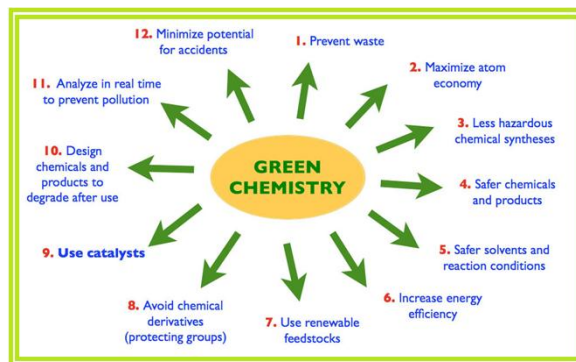 GREEN
CHEMISTRY
1. Prevent waste
2. Maximize atom
economy
3. Less hazardous
chemical syntheses
4. Safer chemicals
and products
5. Safer solvents and
reaction conditions
6. Increase energy
efficiency
7. Use renewable
feedstocks
8. Avoid chemical
derivatives
(protecting groups)
9. Use catalysts
10. Design
chemicals and
products to
degrade after use
11. Analyze in real time
to prevent pollution
12. Minimize potential
for accidents